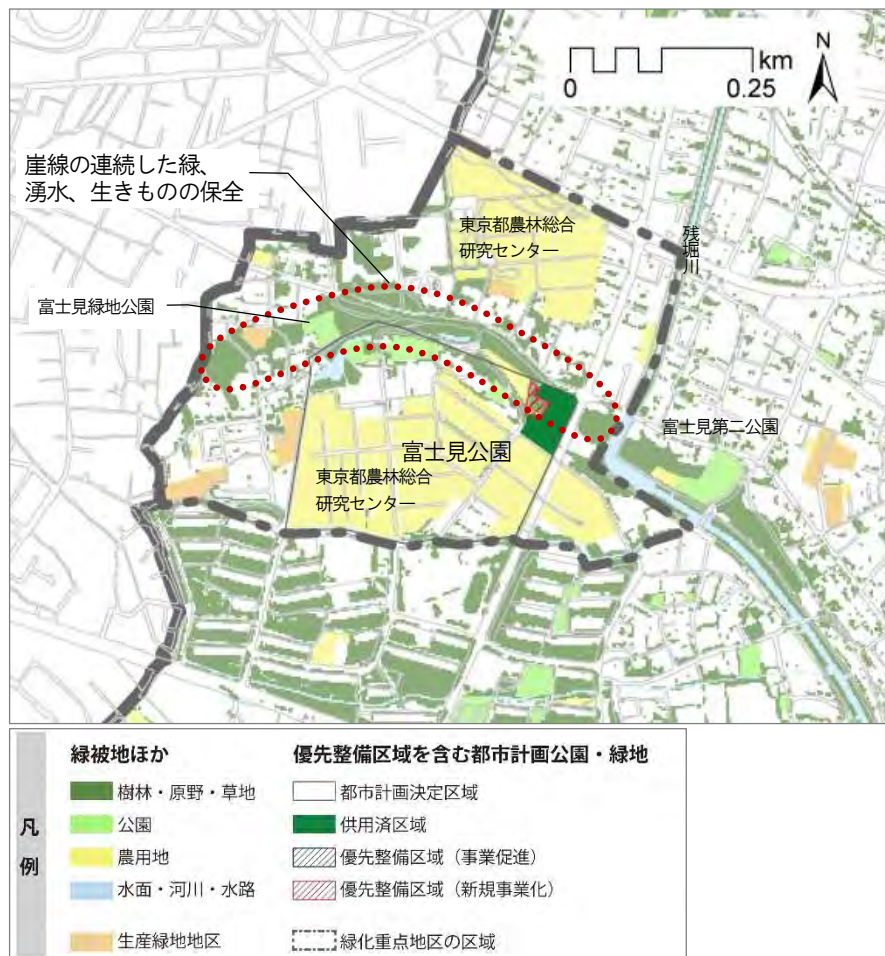 N
km
0
0.25
崖線の連続した緑、
湧水、生きものの保全
東京都農林総合
研究センター
残堀川
富士見緑地公園
富士見第二公園
富士見公園
東京都農林総合
研究センター
凡例
緑被地ほか
樹林・原野・草地
公園
農用地
水面・河川・水路
生産緑地地区
優先整備区域を含む都市計画公園・緑地
都市計画決定区域
供用済区域
優先整備区域（事業促進）
優先整備区域（新規事業化）
緑化重点地区の区域